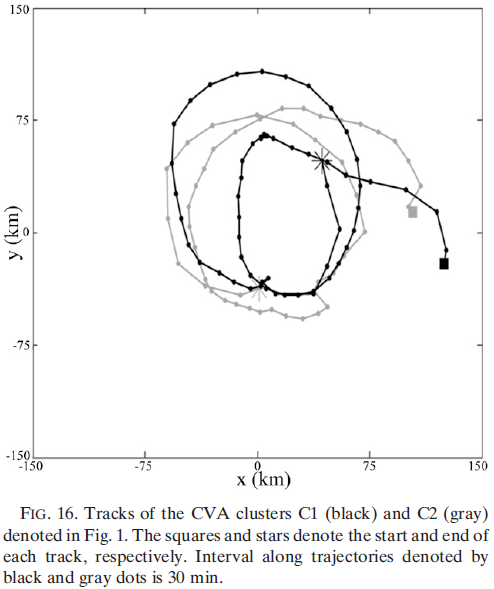 150
75
y (km)
0
-75
-150
-150 -75 0 75 150
x (km)
FIG. 16. Tracks of the CVA clusters C1 (black) and C2 (gray)
denoted in Fig. 1. The squares and stars denote the start and end of
each track, respectively. Interval along trajectories denoted by
black and gray dots is 30 min.